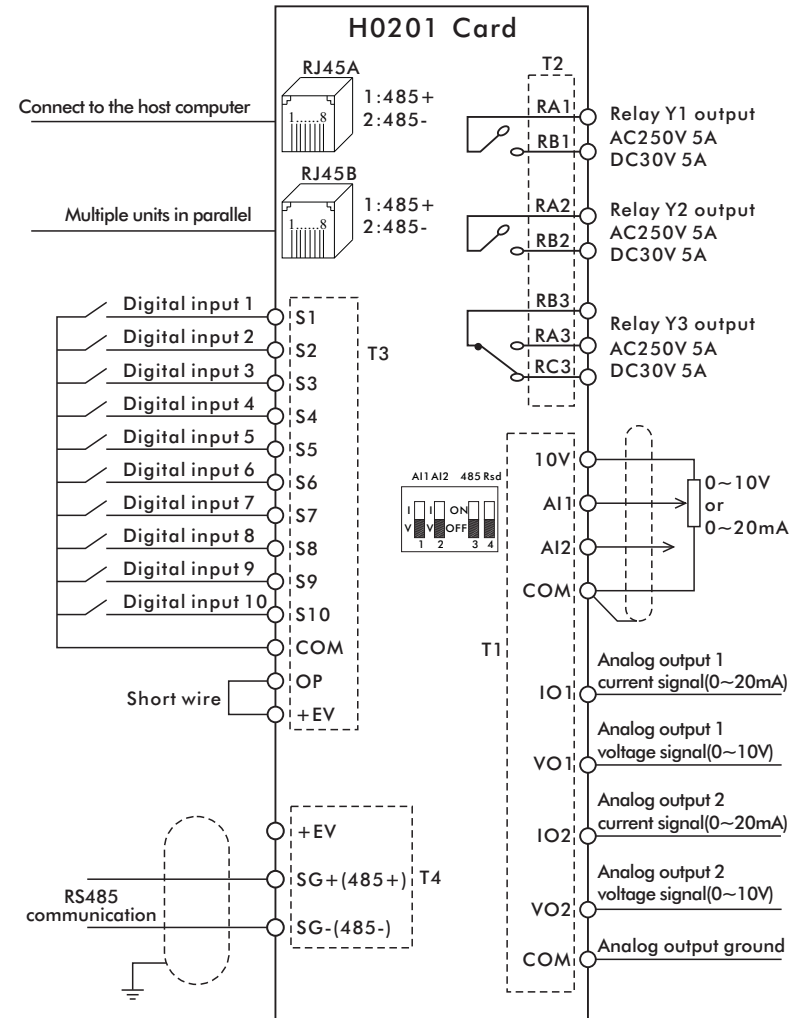 H0201 Card
RJ45A
Connect to the host computer
1......8
1:485+
2:485-
RJ45B
Multiple units in parallel
1......8
1:485+
2:485-
T2
RA1
RB1
Relay Y1 output
AC250V 5A
DC30V 5A
RA2
RB2
Relay Y2 output
AC250V 5A
DC30V 5A
RB3
RA3
RC3
Relay Y3 output
AC250V 5A
DC30V 5A
Digital input 1
S1
Digital input 2
S2
T3
Digital input 3
S3
Digital input 4
S4
Digital input 5
S5
Digital input 6
S6
Digital input 7
S7
Digital input 8
S8
Digital input 9
S9
Digital input 10
S10
COM
OP
Short wire
+EV
AI1 AI2 485 Rsd
I I ON
V V OFF
1 2 3 4
10V
AI1
AI2
COM
0~10V
or
0~20mA
T1
Analog output 1
current signal(0~20mA)
IO1
Analog output 1
voltage signal(0~10V)
VO1
Analog output 2
current signal(0~20mA)
IO2
Analog output 2
voltage signal(0~10V)
VO2
Analog output ground
COM
+EV
SG+(485+)
T4
RS485
communication
SG-(485-)